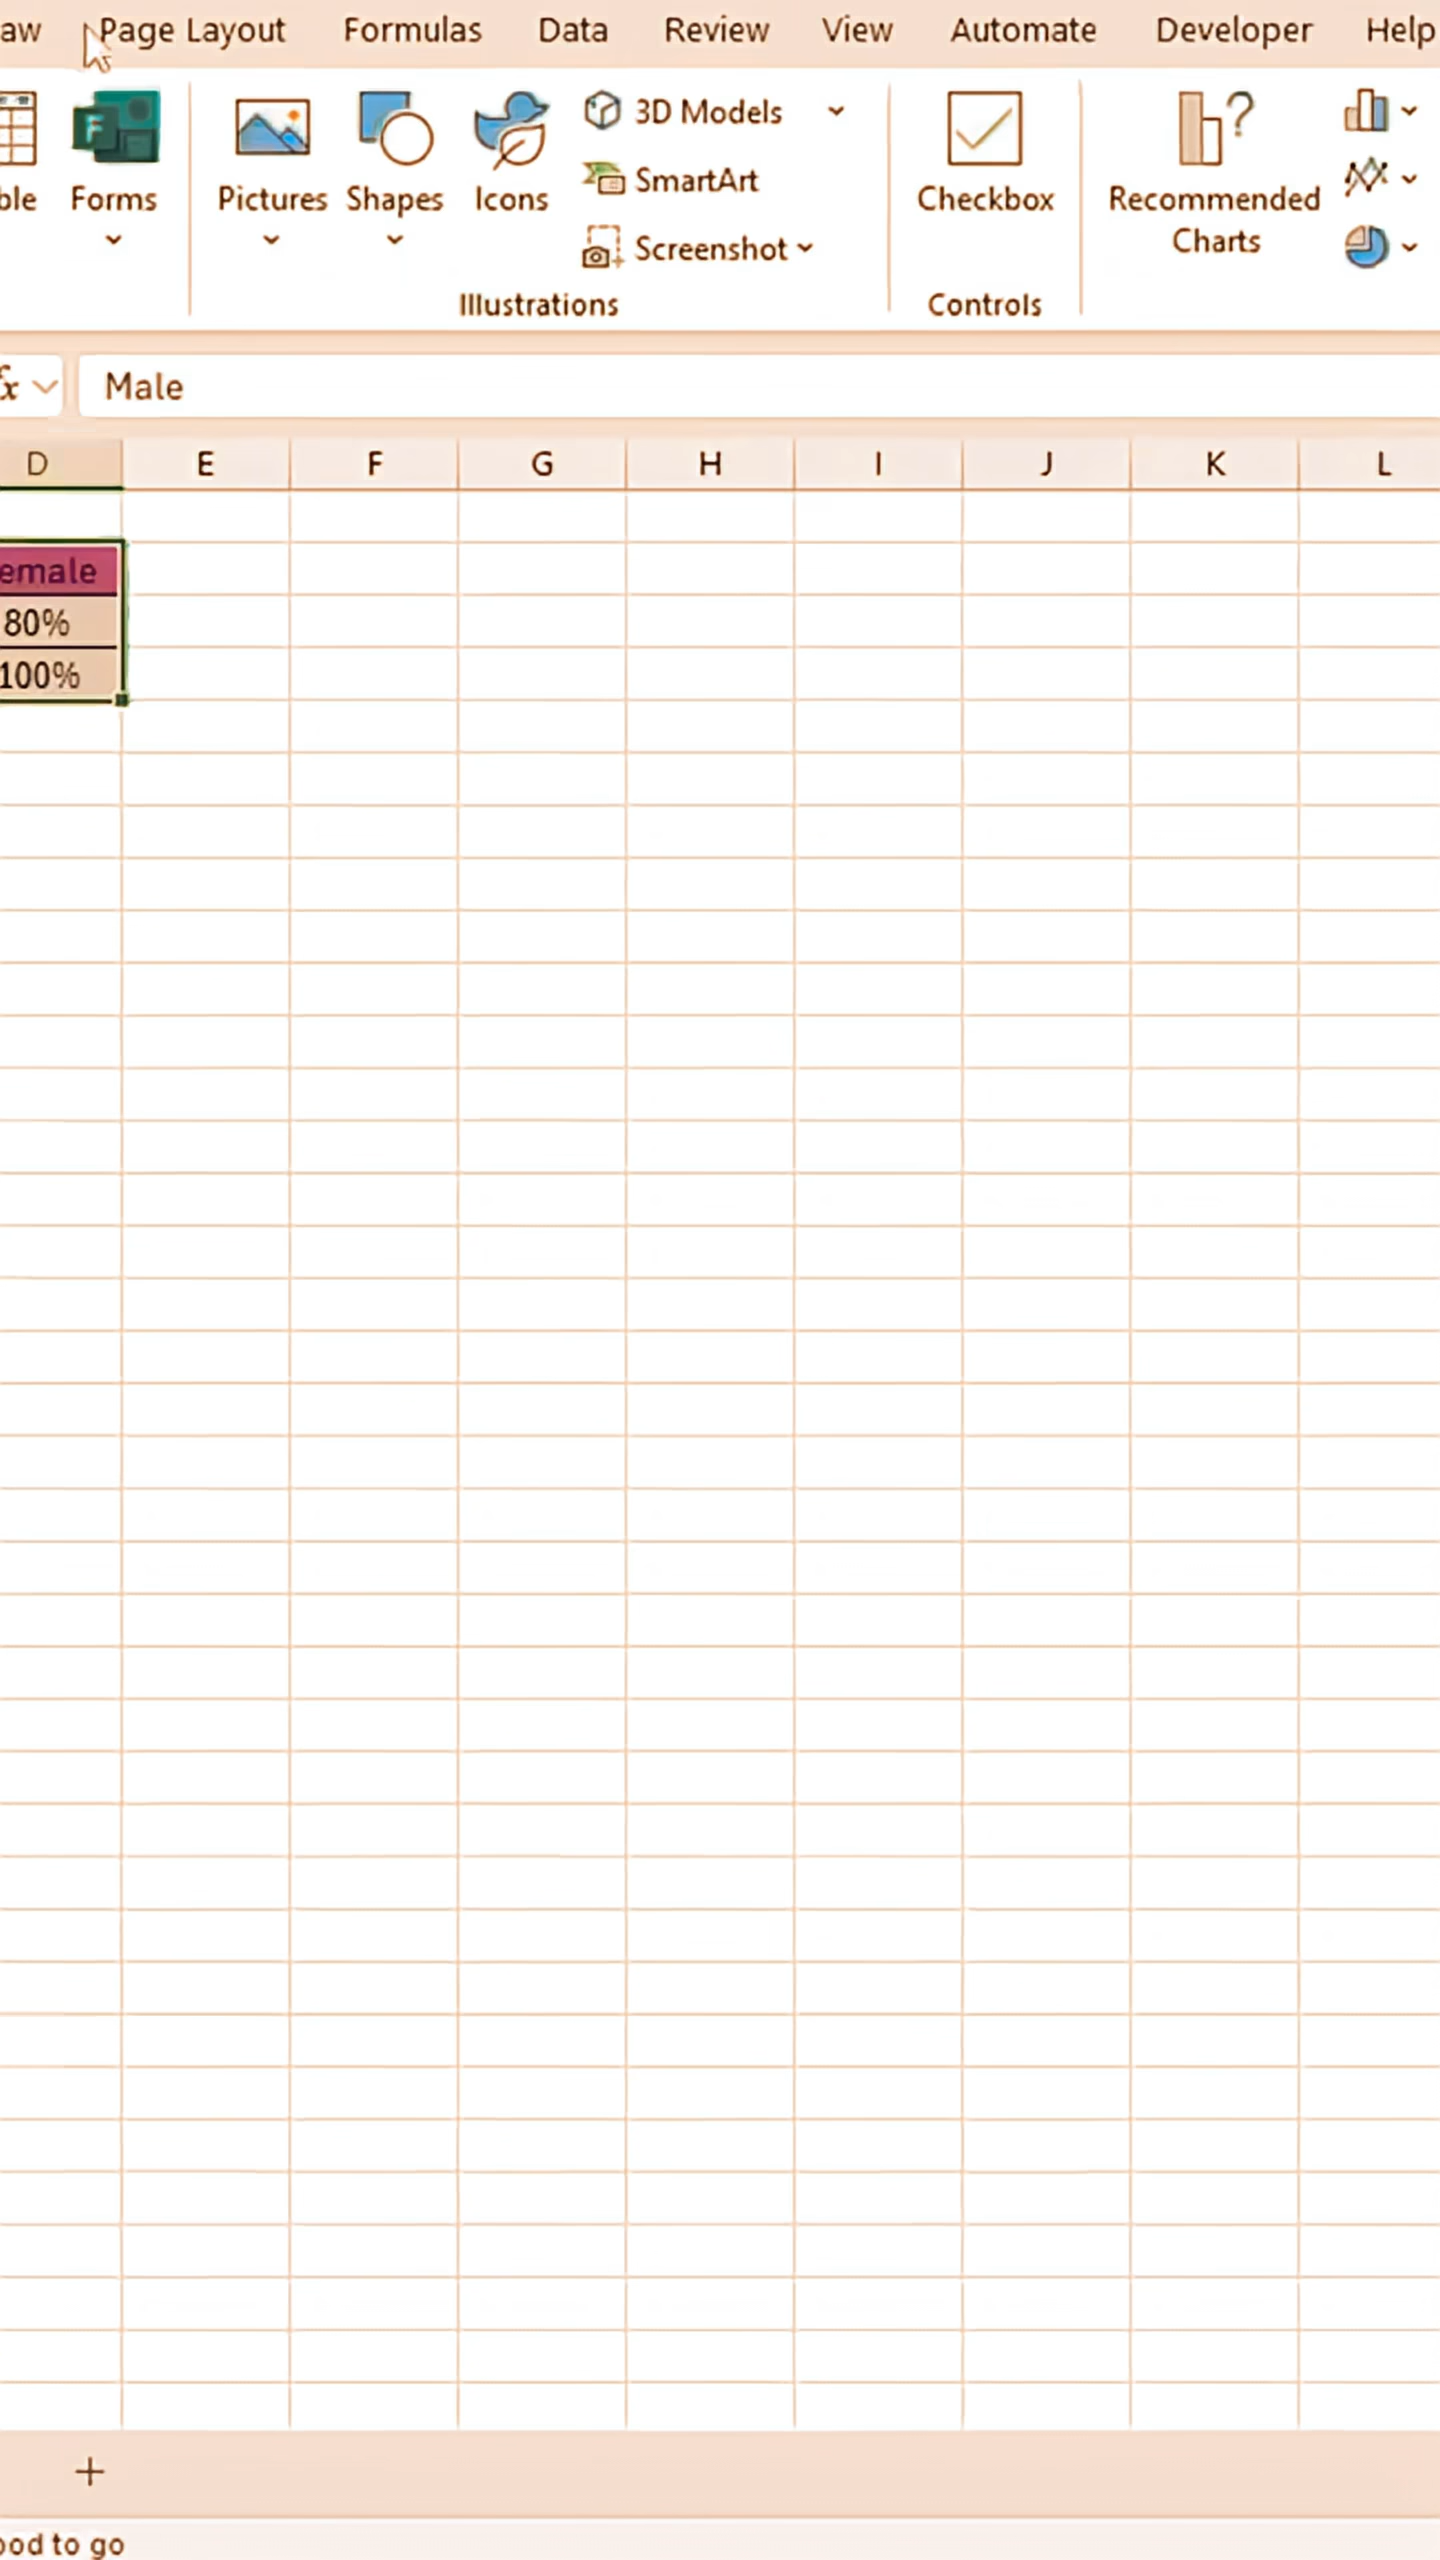 aw Page Layout Formulas Data Review View Automate Developer Help
ble Forms Pictures Shapes Icons 3D Models SmartArt Screenshot Checkbox Recommended Charts
Illustrations Controls
fx Male
D E F G H I J K L
emale
80%
100%
ood to go